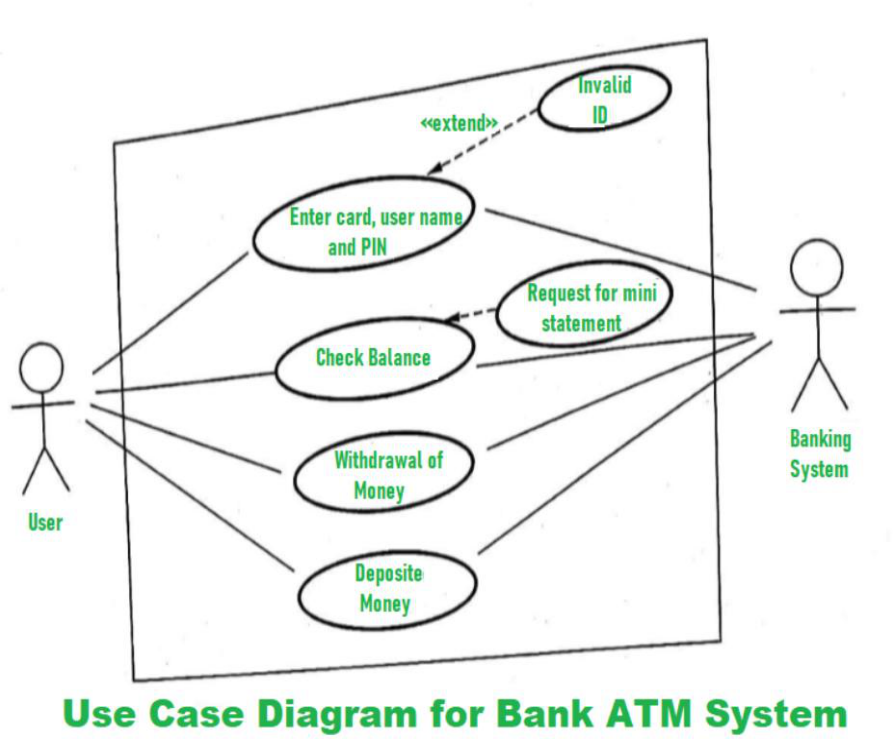 Invalid
ID
«extend»
Enter card, user name
and PIN
Request for mini
statement
Check Balance
Banking
System
Withdrawal of
Money
User
Deposite
Money
Use Case Diagram for Bank ATM System